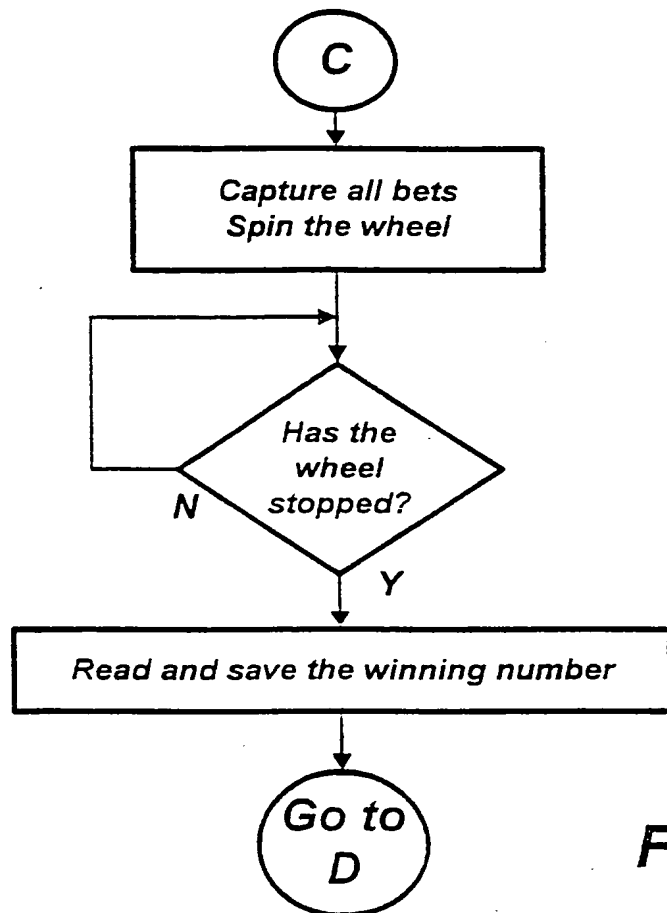 C
Capture all bets
Spin the wheel
Has the
wheel
stopped?
N
Y
Read and save the winning number
Go to
D
F